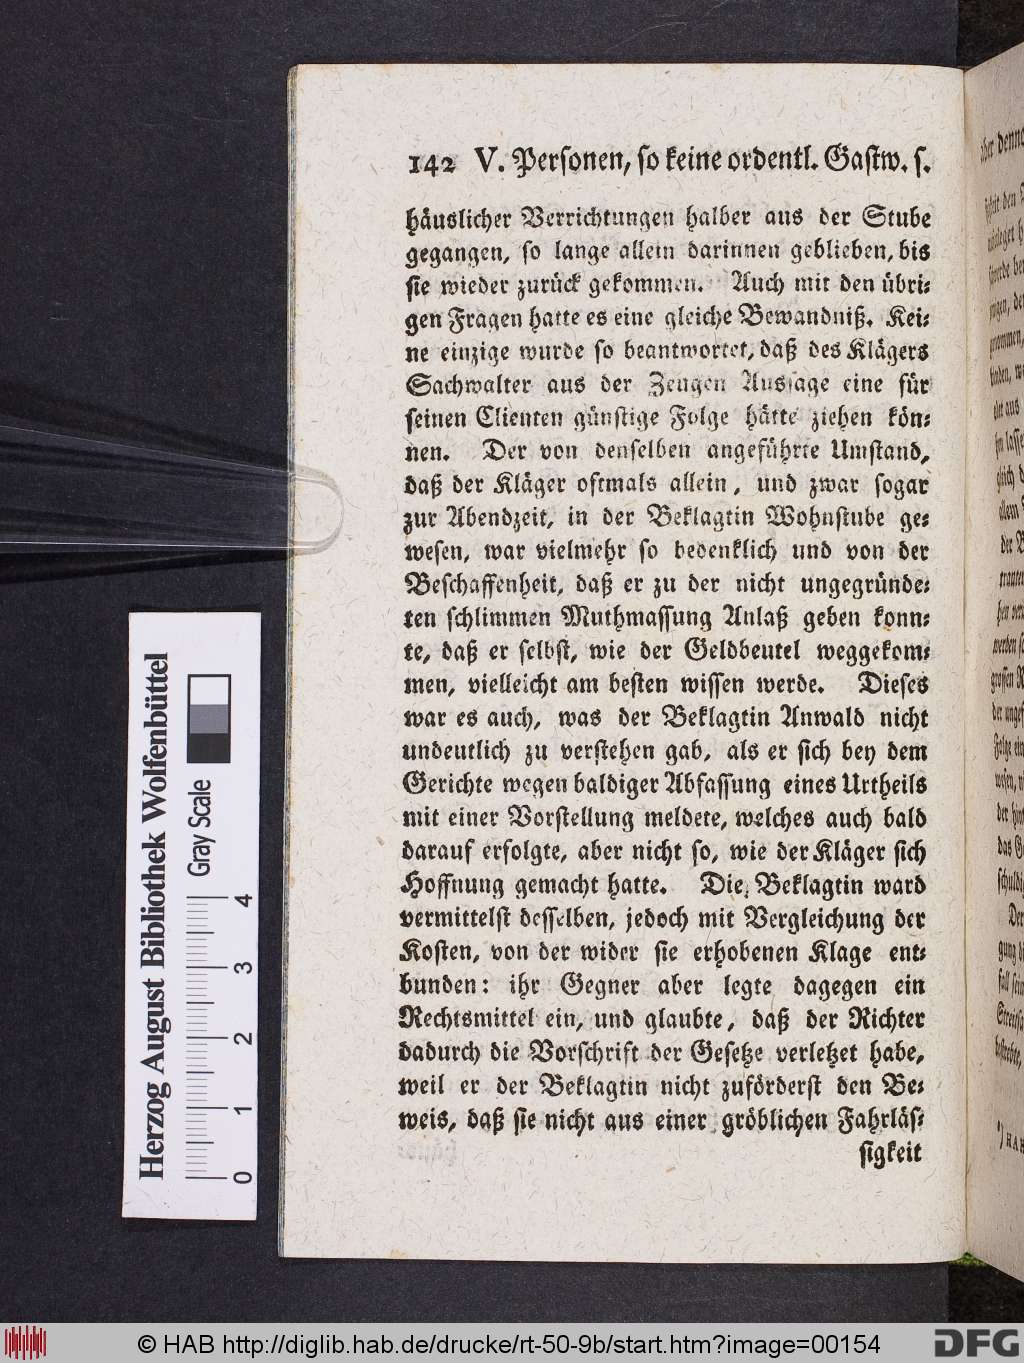 142 V. Personen, so keine ordentl. Gastw. s.
häuslicher Verrichtungen halber aus der Stube
gegangen, so lange allein darinnen geblieben, bis
sie wieder zurück gekommen. Auch mit den übri⸗
gen Fragen hatte es eine gleiche Bewandniß. Kei⸗
ne einzige wurde so beantwortet, daß des Klägers
Sachwalter aus der Zeugen Aussage eine für
seinen Clienten günstige Folge hätte ziehen kön⸗
nen. Der von denselben angeführte Umstand,
daß der Kläger oftmals allein, und zwar sogar
zur Abendzeit, in der Beklagtin Wohnstube ge⸗
wesen, war vielmehr so bedenklich und von der
Beschaffenheit, daß er zu der nicht ungegründe⸗
ten schlimmen Muthmassung Anlaß geben konn⸗
te, daß er selbst, wie der Geldbeutel weggekom⸗
men, vielleicht am besten wissen werde. Dieses
war es auch, was der Beklagtin Anwald nicht
undeutlich zu verstehen gab, als er sich bey dem
Gerichte wegen baldiger Abfassung eines Urtheils
mit einer Vorstellung meldete, welches auch bald
darauf erfolgte, aber nicht so, wie der Kläger sich
Hoffnung gemacht hatte. Die Beklagtin ward
vermittelst desselben, jedoch mit Vergleichung der
Kosten, von der wider sie erhobenen Klage ent⸗
bunden: ihr Gegner aber legte dagegen ein
Rechtsmittel ein, und glaubte, daß der Richter
dadurch die Vorschrift der Gesetze verletzet habe,
weil er der Beklagtin nicht zuförderst den Be⸗
weis, daß sie nicht aus einer gröblichen Fahrläs⸗
sigkeit
Herzog August Bibliothek Wolfenbüttel
Gray Scale
0 1 2 3 4
© HAB http://diglib.hab.de/drucke/rt-50-9b/start.htm?image=00154
DFG